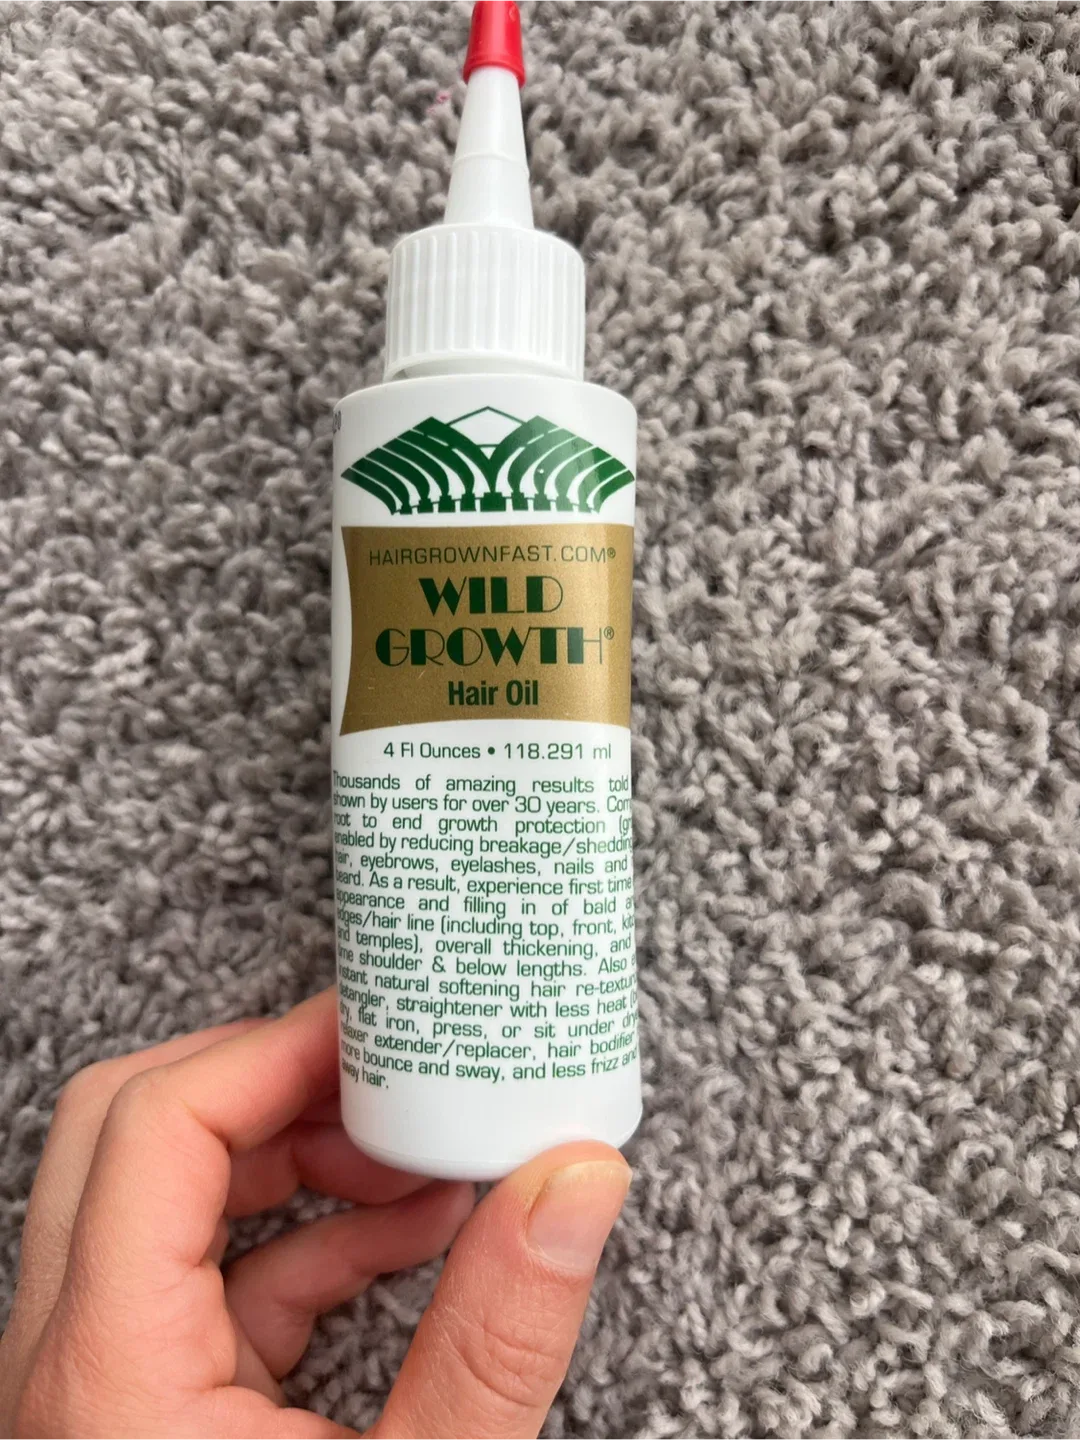 HAIRGROWNFAST.COM®
WILD
GROWTH®
Hair Oil
4 Fl Ounces • 118.291 ml
Thousands of amazing results told
shown by users for over 30 years.
root to end growth protection
enabled by reducing breakage/shedding
hair, eyebrows, eyelashes, nails and
beard. As a result, experience first time
appearance and filling in of bald
edges/hair line (including top, front,
and temples), overall thickening, and
time shoulder & below lengths. Also
instant natural softening hair
detangler, straightener with less heat
dry, flat iron, press, or sit under
relaxer extender/replacer, hair bodifier
more bounce and sway, and less frizz and
away hair.